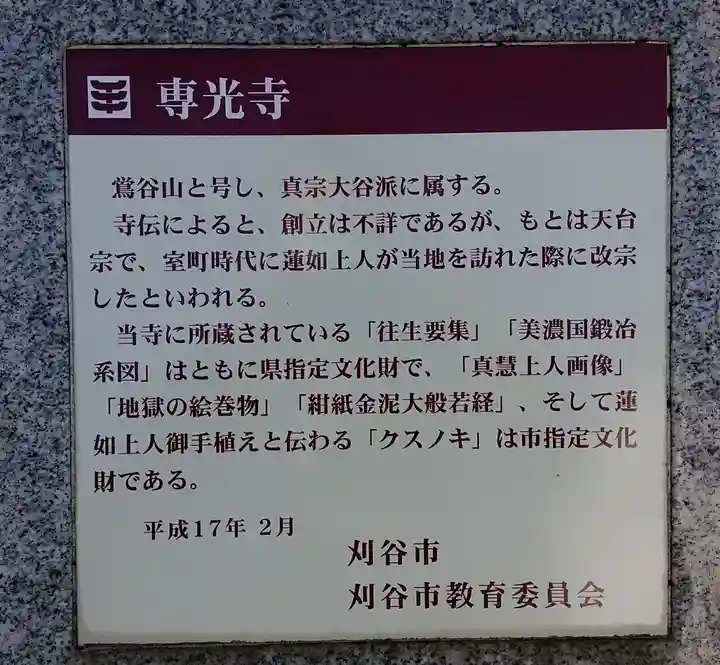 専光寺
鶯谷山と号し、真宗大谷派に属する。
寺伝によると、創立は不詳であるが、もとは天台
宗で、室町時代に蓮如上人が当地を訪れた際に改宗
したといわれる。
当寺に所蔵されている「往生要集」「美濃国鍛冶
系図」はともに県指定文化財で、「真慧上人画像」
「地獄の絵巻物」「紺紙金泥大般若経」、そして蓮
如上人御手植えと伝わる「クスノキ」は市指定文化
財である。
平成17年 2月
刈谷市
刈谷市教育委員会